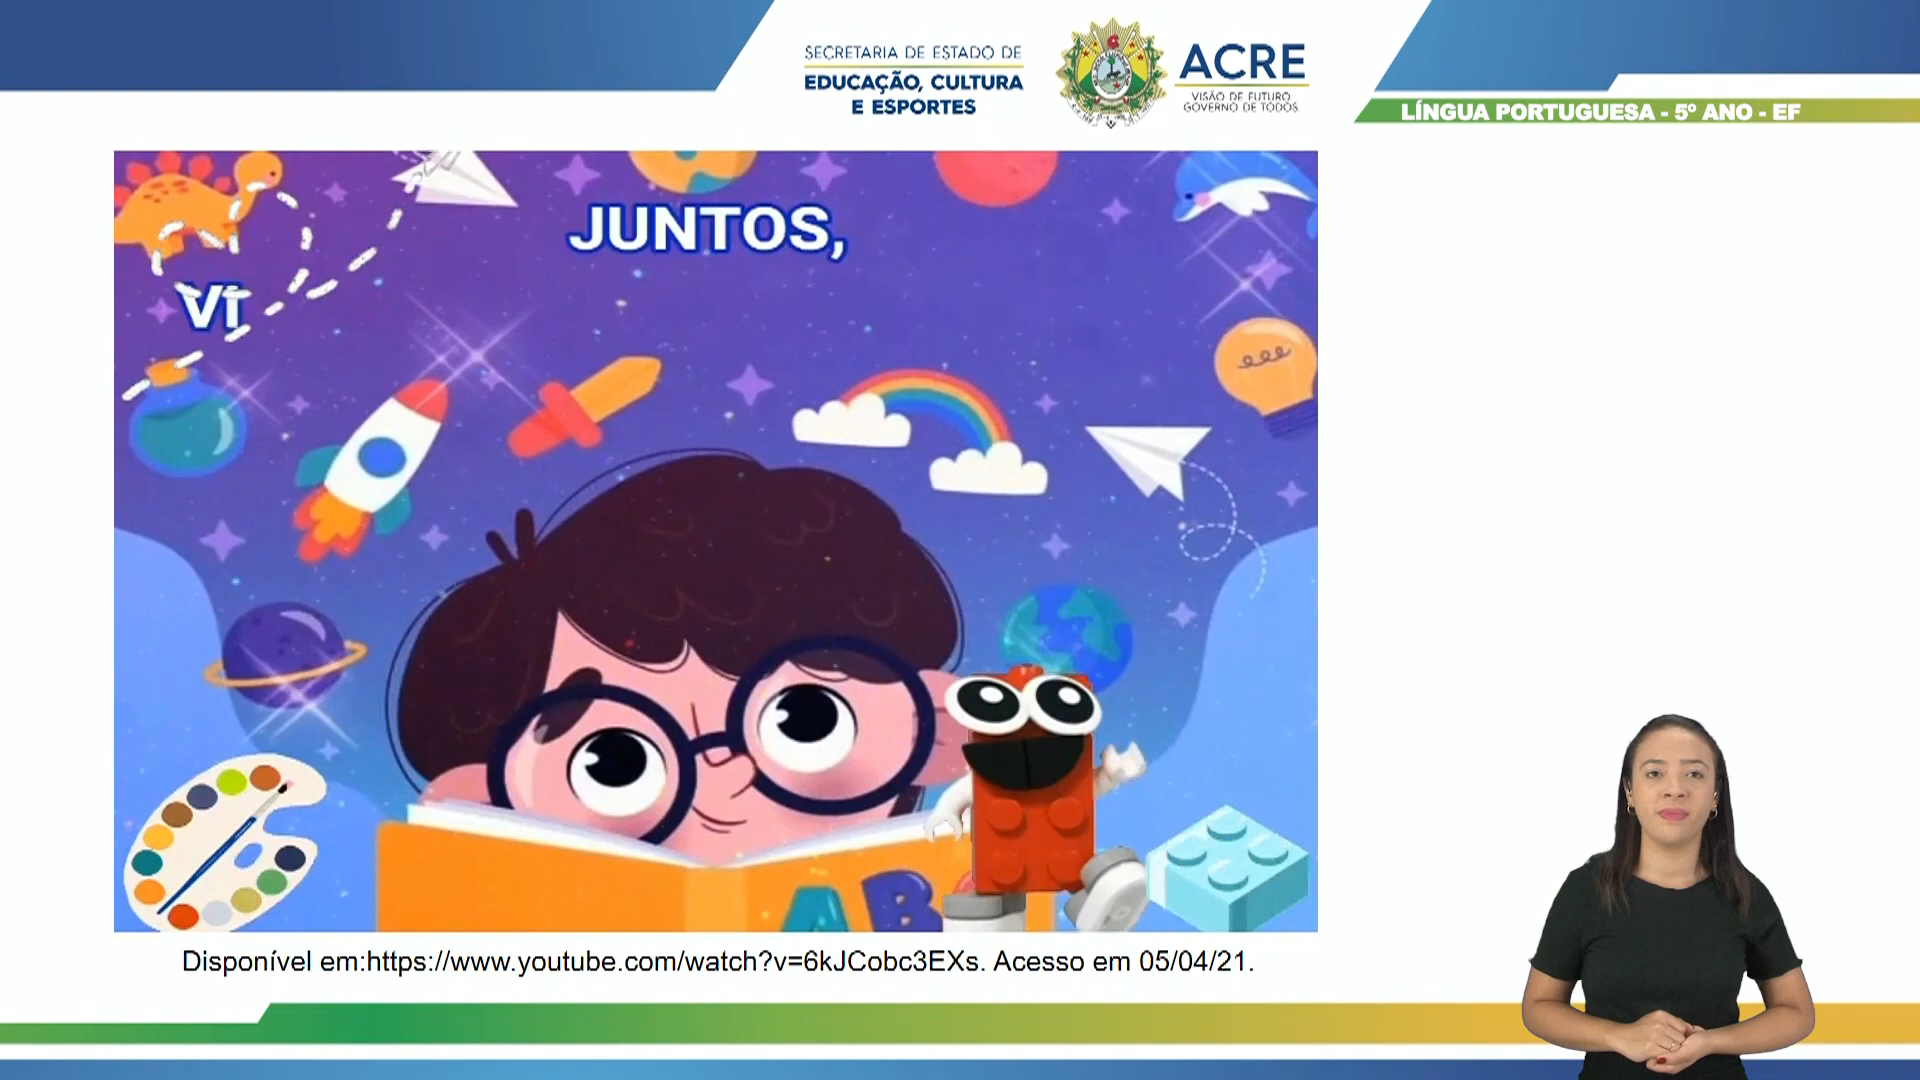 SECRETARIA DE ESTADO DE
EDUCAÇÃO, CULTURA
E ESPORTES
ACRE
VISÃO DE FUTURO
GOVERNO DE TODOS
LÍNGUA PORTUGUESA - 5º ANO - EF
JUNTOS,
VI
AB
Disponível em:https://www.youtube.com/watch?v=6kJCobc3EXs. Acesso em 05/04/21.